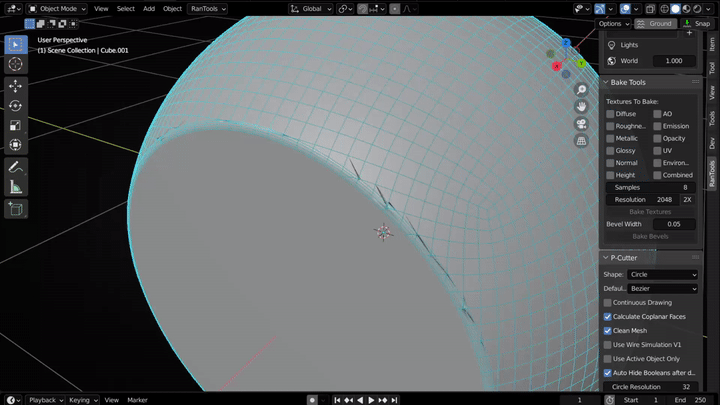 Object Mode View Select Add Object RanTools Global
Options Ground Snap
User Perspective
(1) Scene Collection | Cube.001
X
Y
Z
Lights
World 1.000
Bake Tools
Textures To Bake:
Diffuse AO
Roughne.. Emission
Metallic Opacity
Glossy UV
Normal Environ..
Height Combined
Samples 8
Resolution 2048 2X
Bake Textures
Bevel Width 0.05
Bake Bevels
P-Cutter
Shape: Circle
Defaul.. Bezier
Continuous Drawing
Calculate Coplanar Faces
Clean Mesh
Use Wire Simulation V1
Use Active Object Only
Auto Hide Booleans after d..
Circle Resolution 32
Item
Tool
View
Tools
Dev
RanTools
Playback Keying View Marker 1 Start 1 End 250